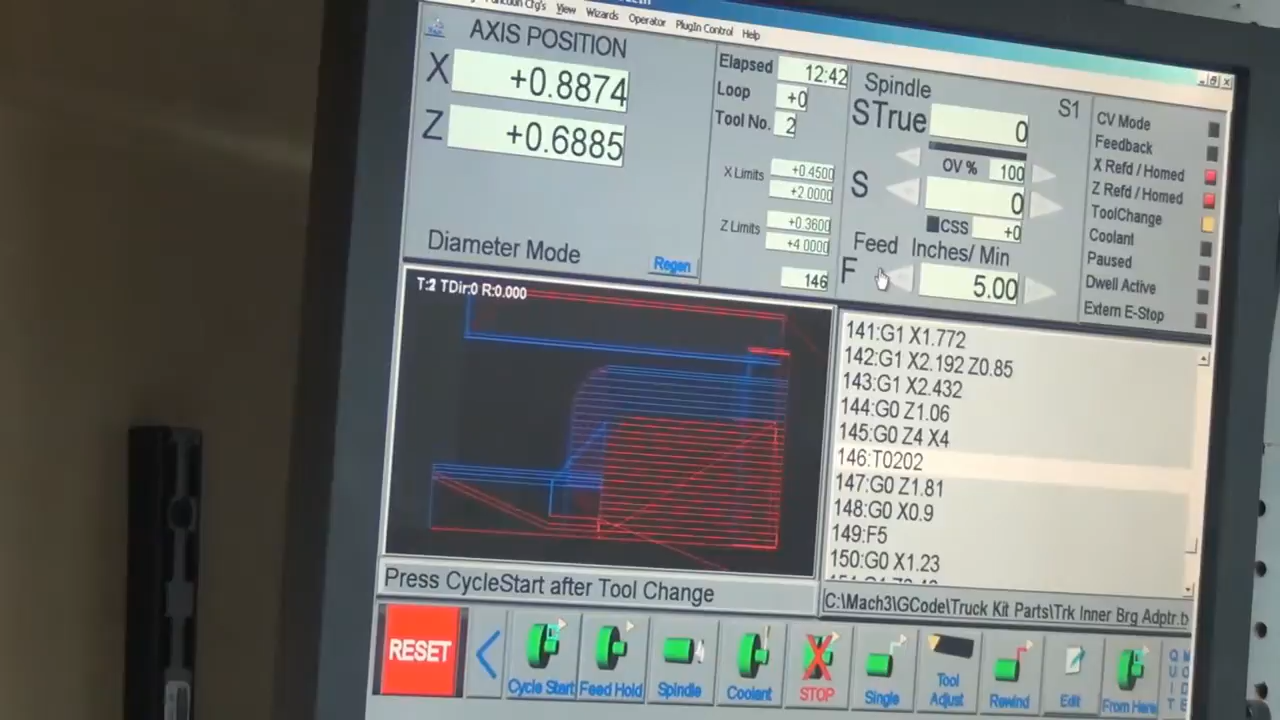 Function Cfg's View Wizards Operator PlugIn Control Help
AXIS POSITION
X +0.8874
Z +0.6885
Diameter Mode
Regen
Elapsed 12:42
Loop +0
Tool No. 2
X Limits +0.4500
+2.0000
Z Limits +0.3600
+4.0000
146
Spindle S1
STrue 0
OV % 100
S 0
CSS +0
Feed Inches/ Min
F 5.00
CV Mode
Feedback
X Refd / Homed
Z Refd / Homed
ToolChange
Coolant
Paused
Dwell Active
Extern E-Stop
T:2 TDir:0 R:0.000
141:G1 X1.772
142:G1 X2.192 Z0.85
143:G1 X2.432
144:G0 Z1.06
145:G0 Z4 X4
146:T0202
147:G0 Z1.81
148:G0 X0.9
149:F5
150:G0 X1.23
Press CycleStart after Tool Change
C:\Mach3\GCode\Truck Kit Parts\Trk Inner Brg Adptr.b
RESET
Cycle Start
Feed Hold
Spindle
Coolant
STOP
Single
Tool
Adjust
Rewind
Edit
From Here
QUIT